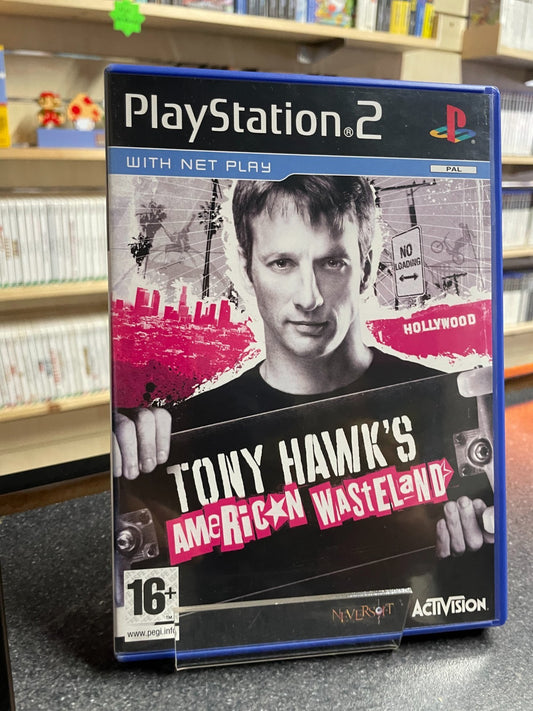 PlayStation®2
WITH NET PLAY
PAL
NO
LOADING
HOLLYWOOD
TONY HAWK'S
AMERICAN WASTELAND
16+
www.pegi.info
NEVERSOFT
ACTIVISION